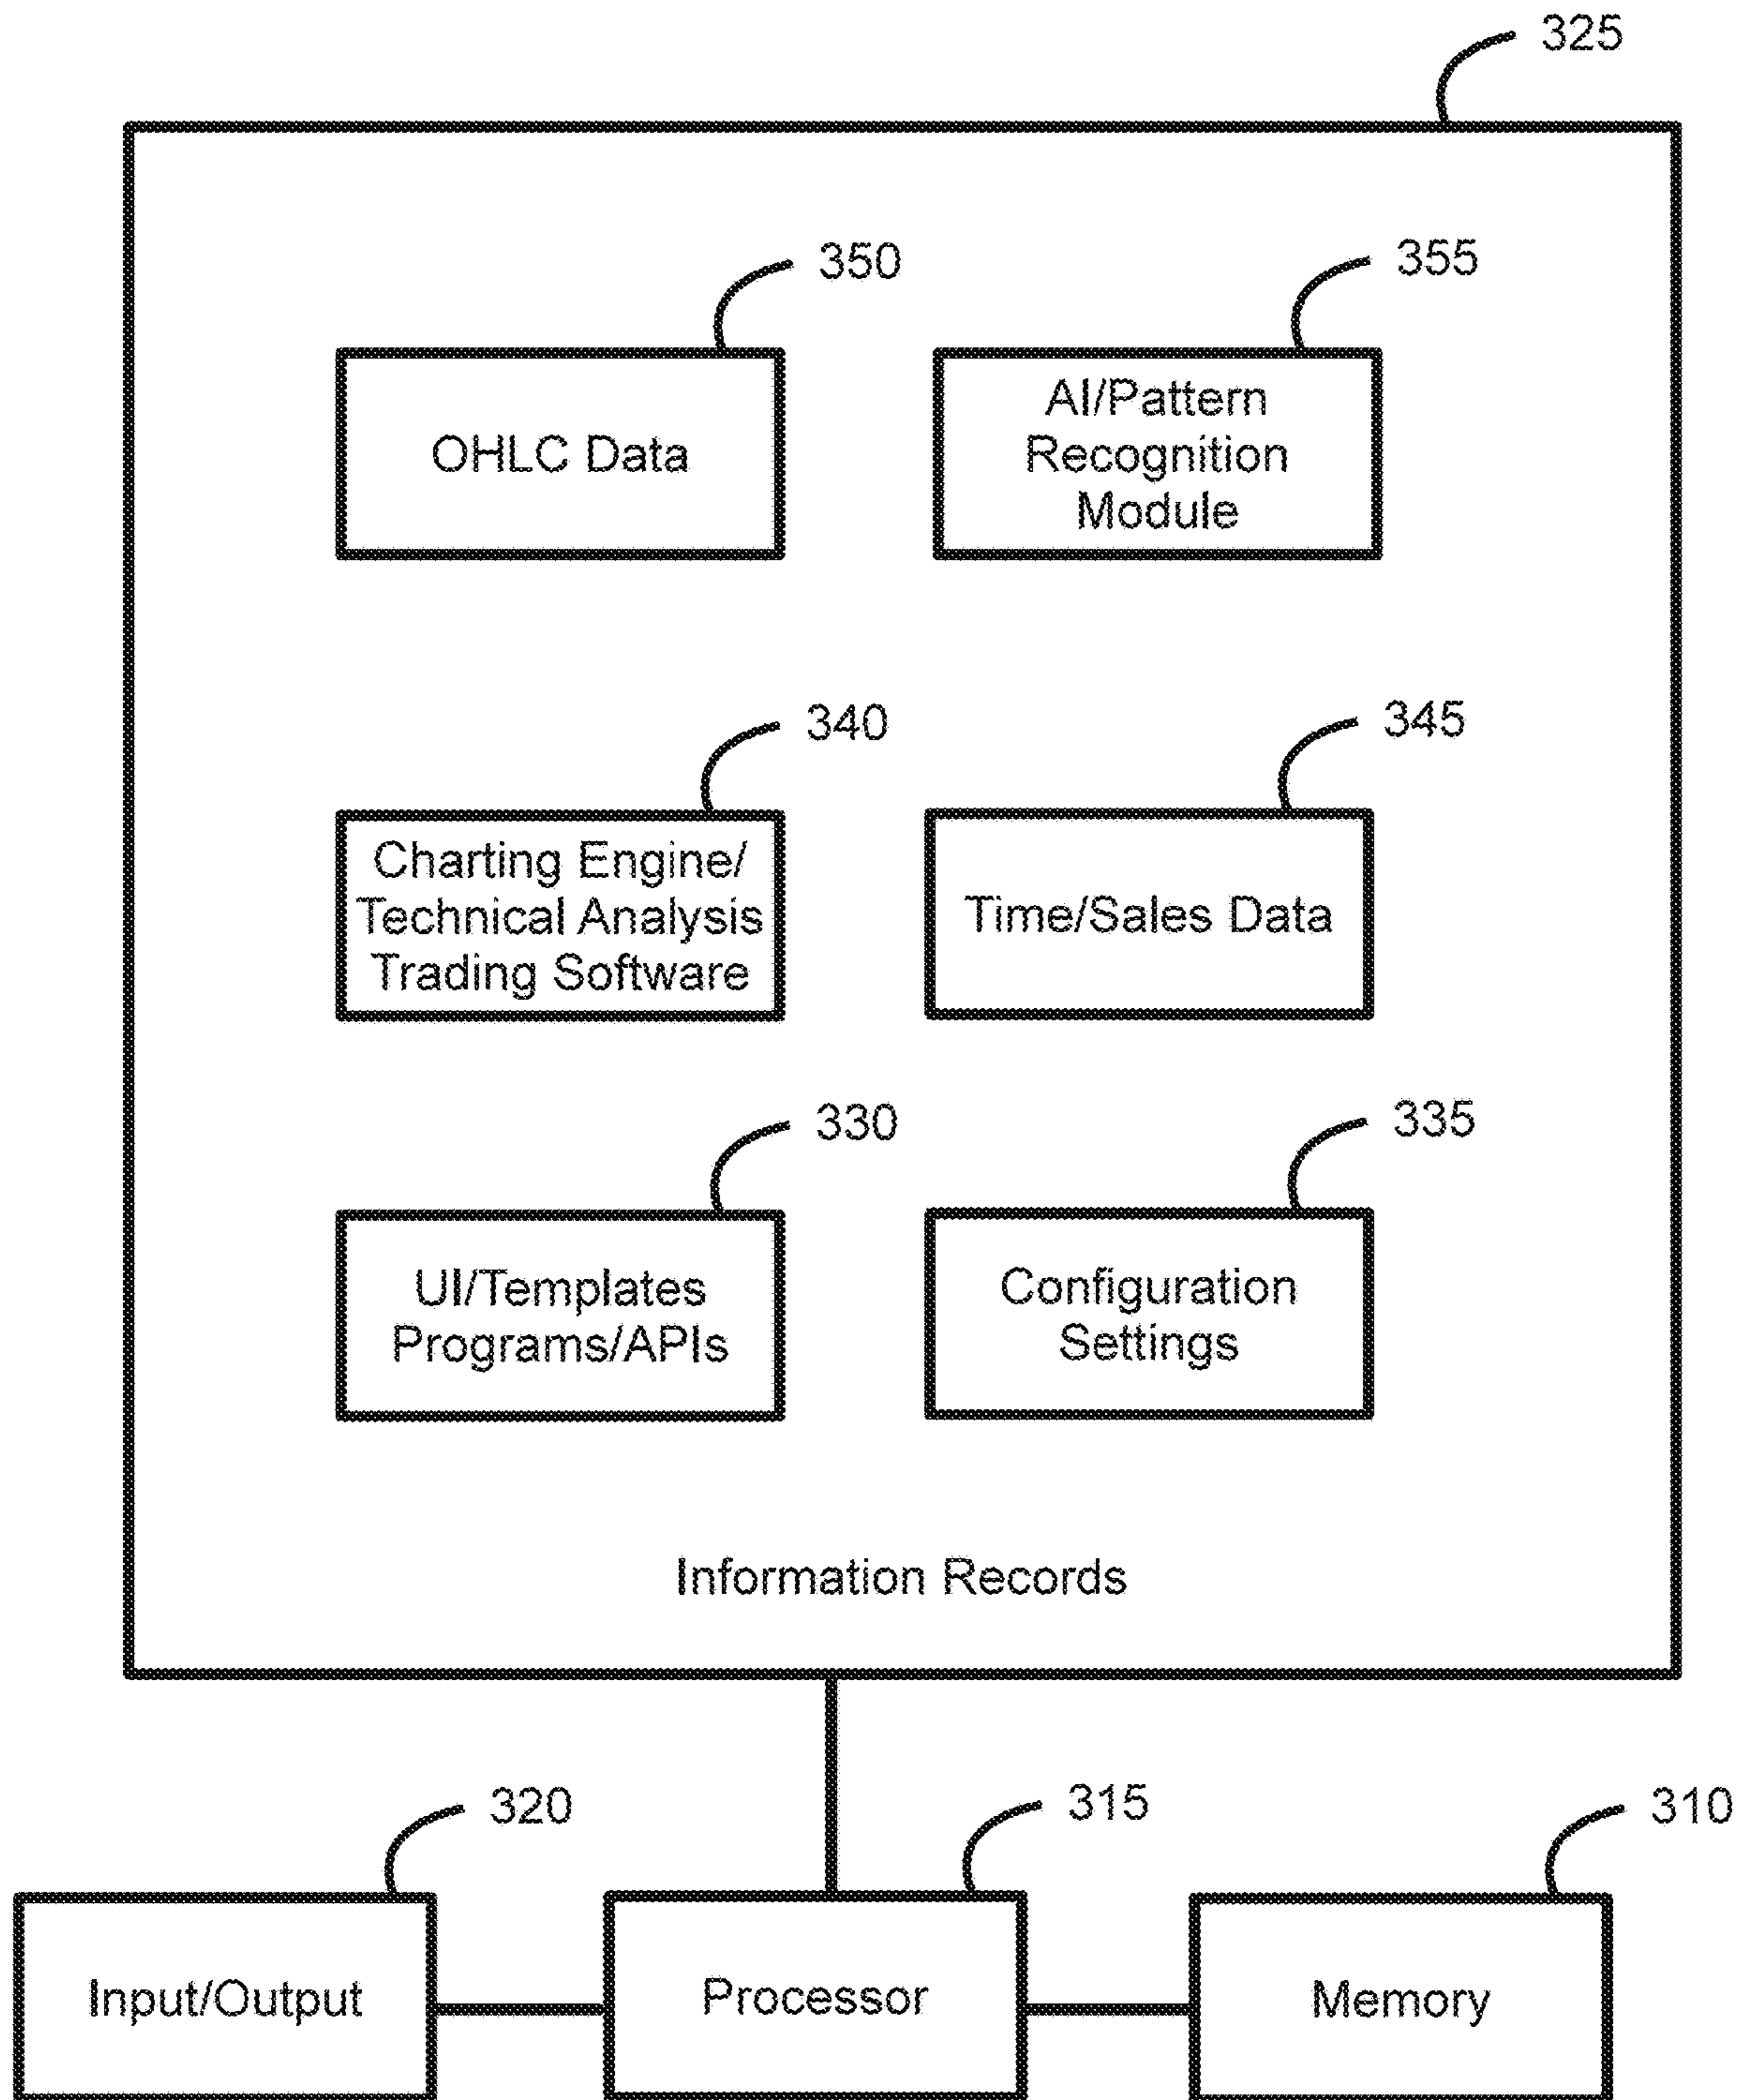 325
350
355
OHLC Data
AI/Pattern
Recognition
Module
340
345
Charting Engine/
Technical Analysis
Trading Software
Time/Sales Data
330
335
UI/Templates
Programs/APIs
Configuration
Settings
Information Records
320
315
310
Input/Output
Processor
Memory